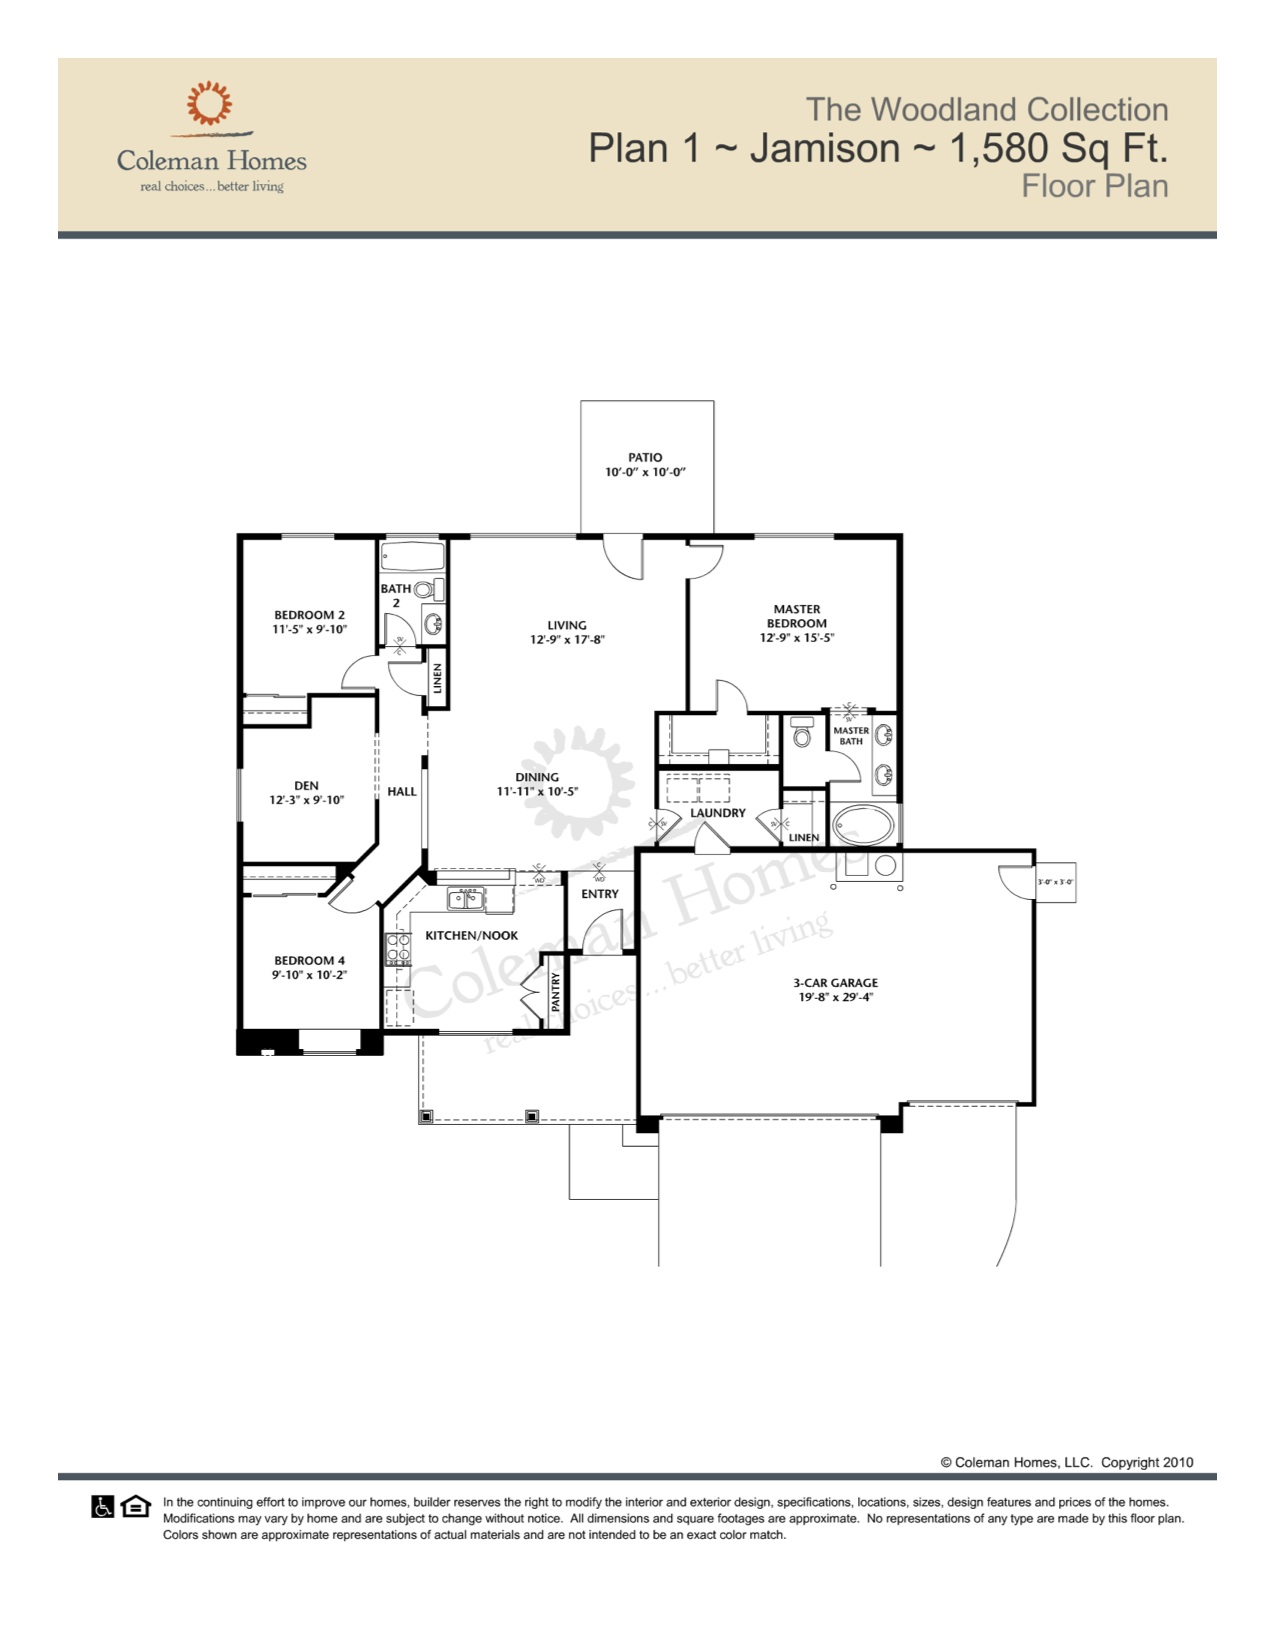 The Woodland Collection
Plan 1 ~ Jamison ~ 1,580 Sq Ft.
Floor Plan
Coleman Homes
real choices...better living
PATIO
10'-0" x 10'-0"
BEDROOM 2
11'-5" x 9'-10"
BATH
2
LINEN
LIVING
12'-9" x 17'-8"
MASTER
BEDROOM
12'-9" x 15'-5"
C
SV
MASTER
BATH
DEN
12'-3" x 9'-10"
HALL
DINING
11'-11" x 10'-5"
LAUNDRY
LINEN
C SV
SV C
SV
C
C
WD
C
WD
ENTRY
KITCHEN/NOOK
PANTRY
BEDROOM 4
9'-10" x 10'-2"
3-CAR GARAGE
19'-8" x 29'-4"
3'-0" x 3'-0"
Coleman Homes
real choices...better living
© Coleman Homes, LLC. Copyright 2010
In the continuing effort to improve our homes, builder reserves the right to modify the interior and exterior design, specifications, locations, sizes, design features and prices of the homes.
Modifications may vary by home and are subject to change without notice. All dimensions and square footages are approximate. No representations of any type are made by this floor plan.
Colors shown are approximate representations of actual materials and are not intended to be an exact color match.